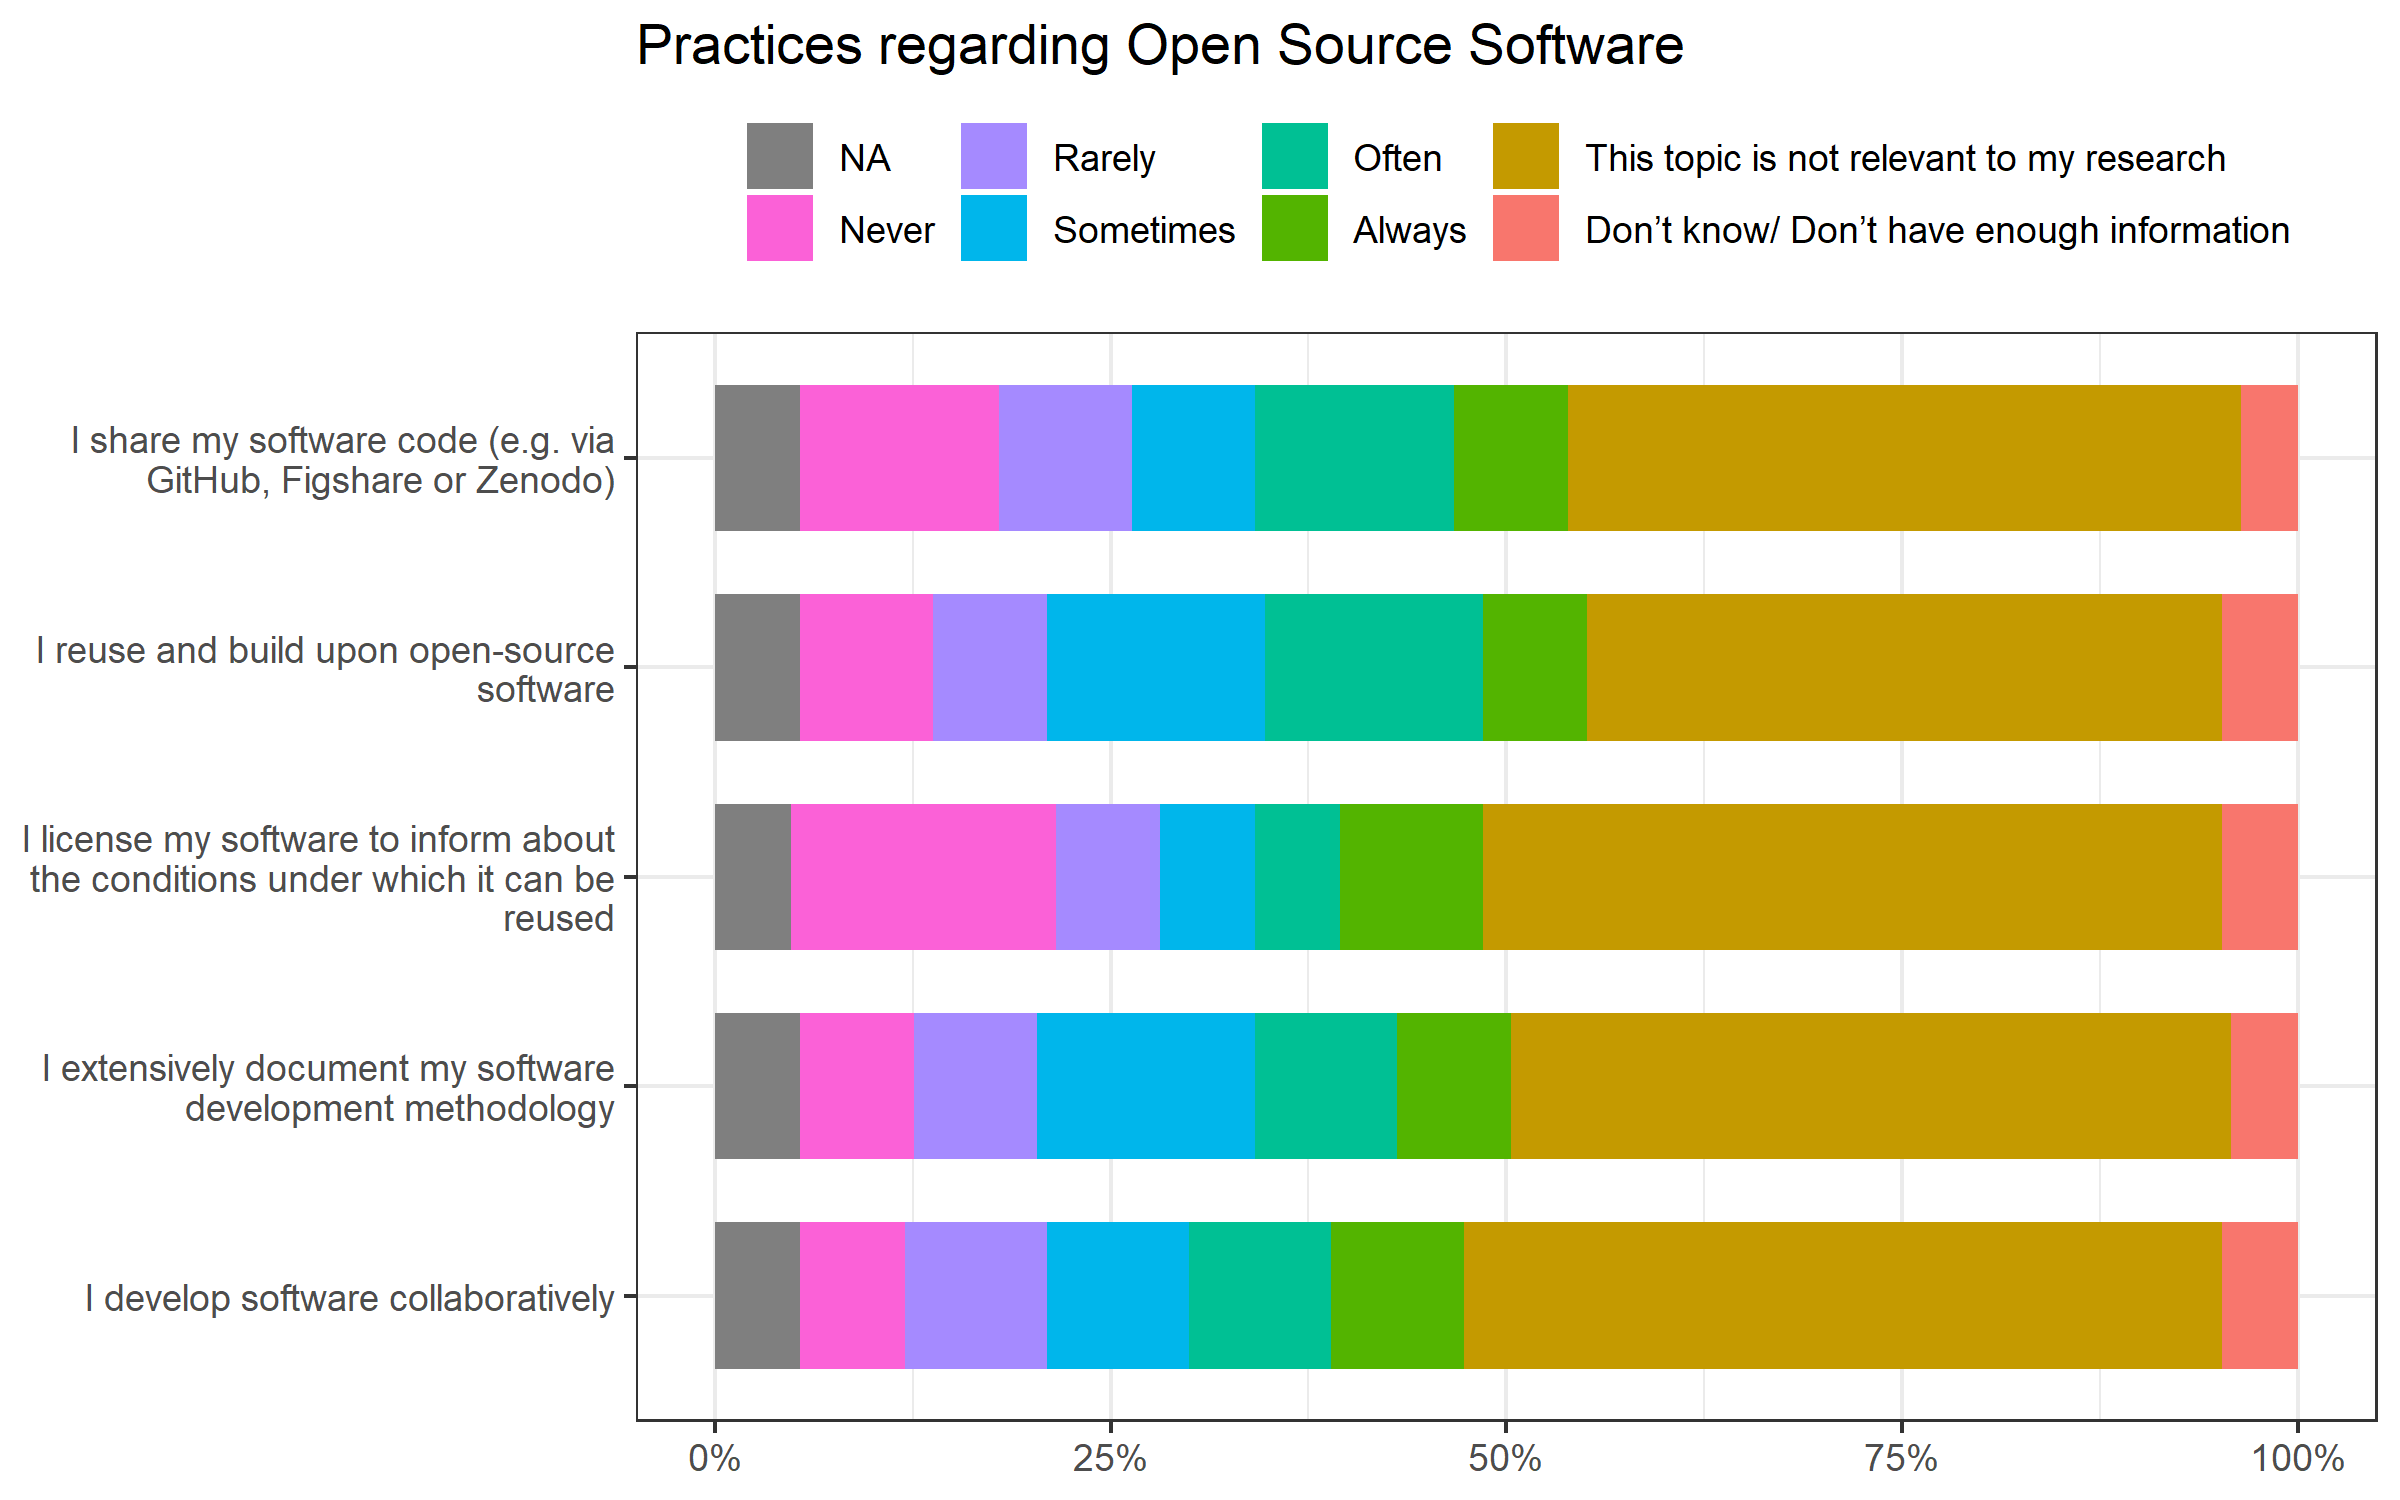 Practices regarding Open Source Software
NA
Rarely
Often
This topic is not relevant to my research
Never
Sometimes
Always
Don’t know/ Don’t have enough information
I share my software code (e.g. via
GitHub, Figshare or Zenodo)
I reuse and build upon open-source
software
I license my software to inform about
the conditions under which it can be
reused
I extensively document my software
development methodology
I develop software collaboratively
0%
25%
50%
75%
100%